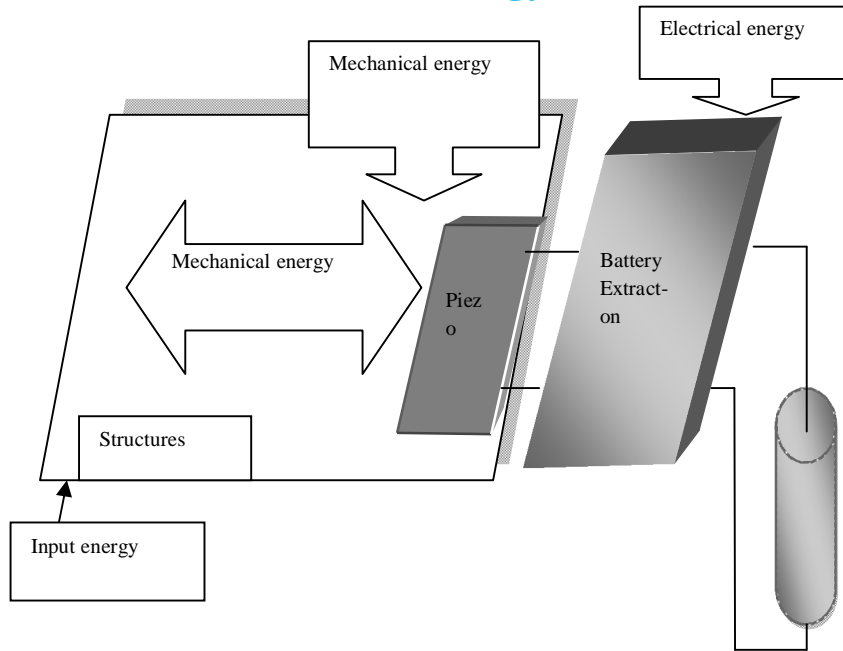 Electrical energy
Mechanical energy
Mechanical energy
Battery
Extract-
on
Piez
o
Structures
Input energy